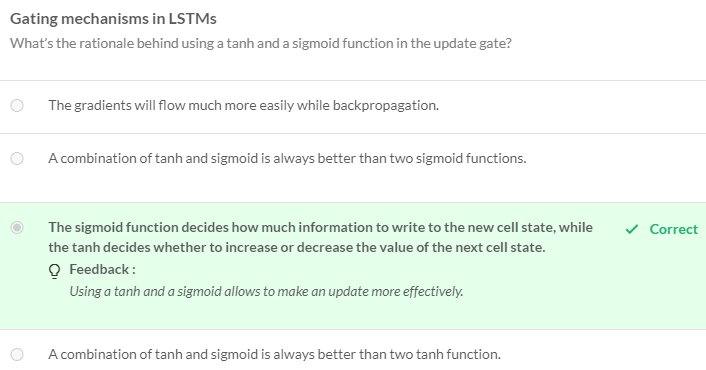 Gating mechanisms in LSTMs
What's the rationale behind using a tanh and a sigmoid function in the update gate?
The gradients will flow much more easily while backpropagation.
A combination of tanh and sigmoid is always better than two sigmoid functions.
The sigmoid function decides how much information to write to the new cell state, while
the tanh decides whether to increase or decrease the value of the next cell state.
Correct
Feedback :
Using a tanh and a sigmoid allows to make an update more effectively.
A combination of tanh and sigmoid is always better than two tanh function.